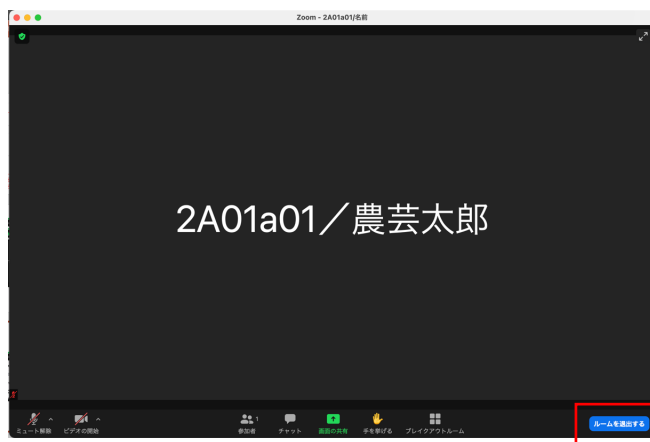 Zoom - 2A01a01/名前
2A01a01／農芸太郎
1
ミュート解除
ビデオの開始
参加者
チャット
画面の共有
手を挙げる
ブレイクアウトルーム
ルームを退出する